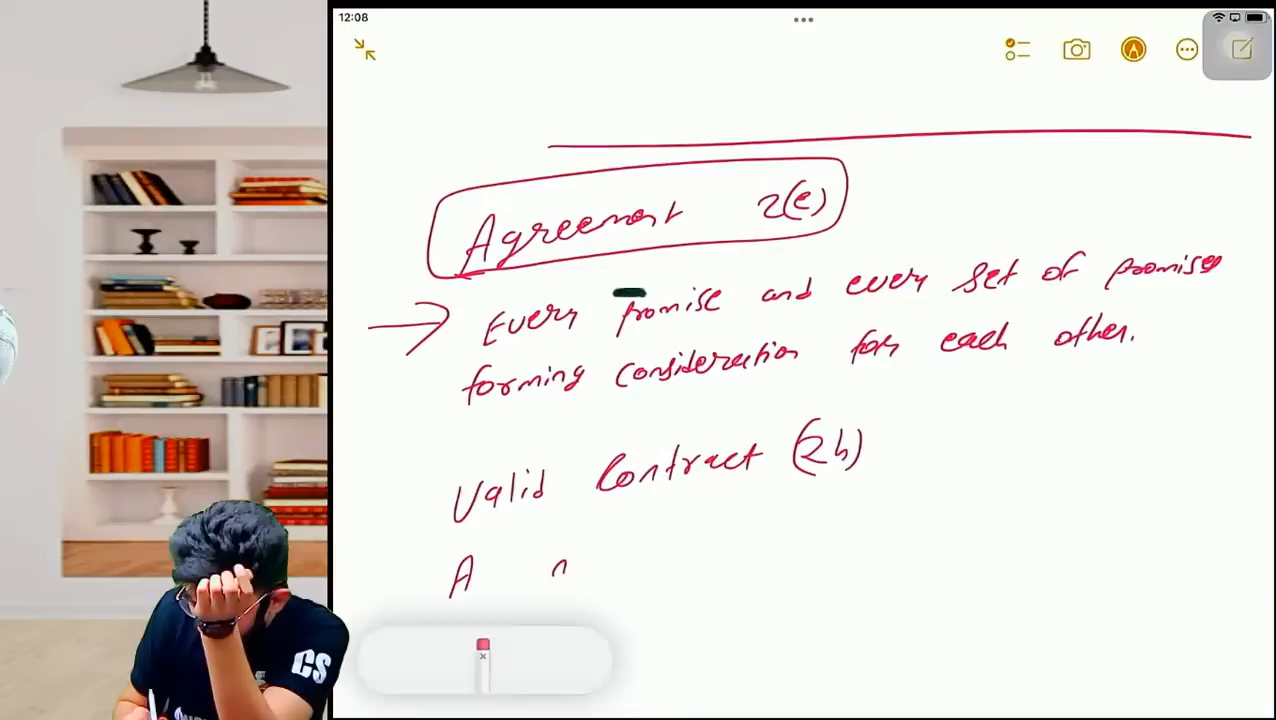 12:08
Agreement 2(e)
Every promise and every set of promise
forming consideration for each other.
Valid Contract (2h)
A
CS